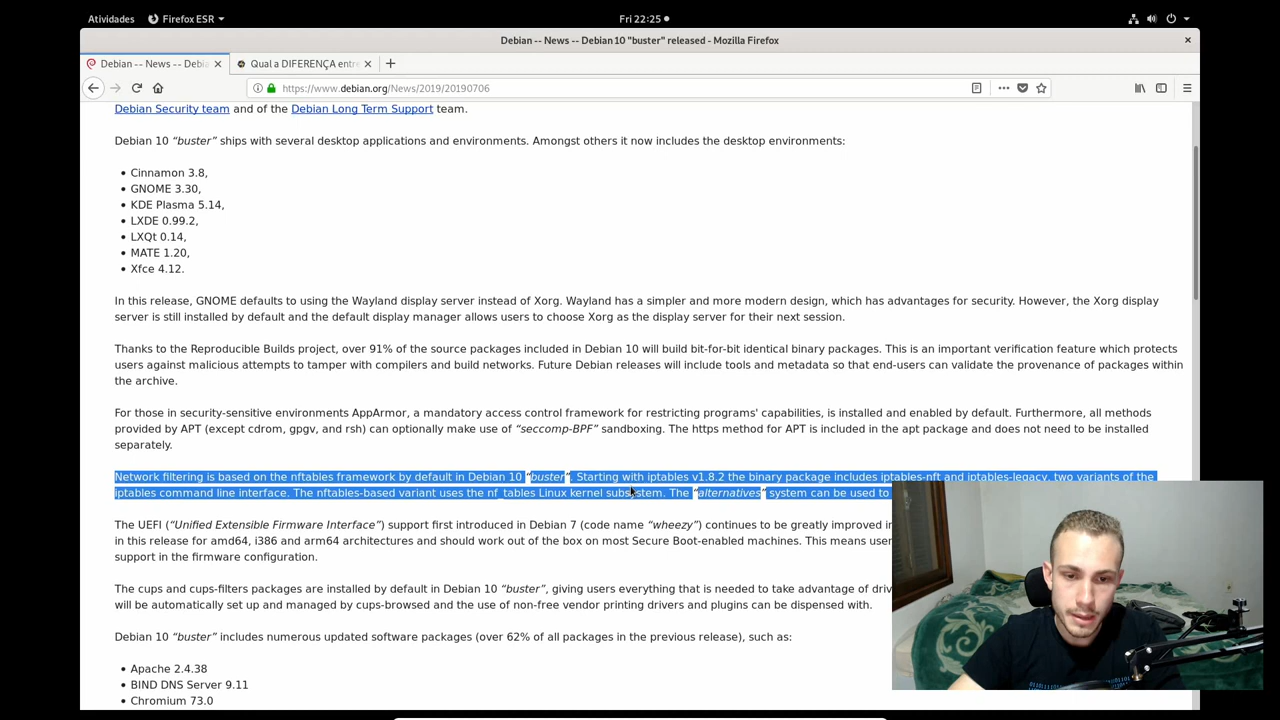 Atividades
Firefox ESR
Fri 22:25
Debian -- News -- Debian 10 "buster" released - Mozilla Firefox
Debian -- News -- Debia
Qual a DIFERENÇA entre
https://www.debian.org/News/2019/20190706
Debian Security team and of the Debian Long Term Support team.
Debian 10 “buster” ships with several desktop applications and environments. Amongst others it now includes the desktop environments:
• Cinnamon 3.8,
• GNOME 3.30,
• KDE Plasma 5.14,
• LXDE 0.99.2,
• LXQt 0.14,
• MATE 1.20,
• Xfce 4.12.
In this release, GNOME defaults to using the Wayland display server instead of Xorg. Wayland has a simpler and more modern design, which has advantages for security. However, the Xorg display
server is still installed by default and the default display manager allows users to choose Xorg as the display server for their next session.
Thanks to the Reproducible Builds project, over 91% of the source packages included in Debian 10 will build bit-for-bit identical binary packages. This is an important verification feature which protects
users against malicious attempts to tamper with compilers and build networks. Future Debian releases will include tools and metadata so that end-users can validate the provenance of packages within
the archive.
For those in security-sensitive environments AppArmor, a mandatory access control framework for restricting programs' capabilities, is installed and enabled by default. Furthermore, all methods
provided by APT (except cdrom, gpgv, and rsh) can optionally make use of “seccomp-BPF” sandboxing. The https method for APT is included in the apt package and does not need to be installed
separately.
Network filtering is based on the nftables framework by default in Debian 10 “buster”. Starting with iptables v1.8.2 the binary package includes iptables-nft and iptables-legacy, two variants of the
iptables command line interface. The nftables-based variant uses the nf_tables Linux kernel subsystem. The “alternatives” system can be used to
The UEFI (“Unified Extensible Firmware Interface”) support first introduced in Debian 7 (code name “wheezy”) continues to be greatly improved in
in this release for amd64, i386 and arm64 architectures and should work out of the box on most Secure Boot-enabled machines. This means user
support in the firmware configuration.
The cups and cups-filters packages are installed by default in Debian 10 “buster”, giving users everything that is needed to take advantage of driv
will be automatically set up and managed by cups-browsed and the use of non-free vendor printing drivers and plugins can be dispensed with.
Debian 10 “buster” includes numerous updated software packages (over 62% of all packages in the previous release), such as:
• Apache 2.4.38
• BIND DNS Server 9.11
• Chromium 73.0